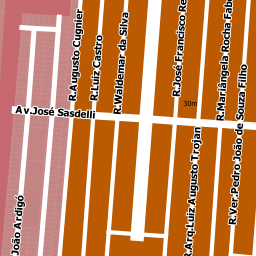 R.Augusto Cugnier
R.Luiz Castro
R.Waldemar da Silva
R.José Francisco Re
R.Mariângela Rocha Fab
30m
Av.José Sasdelli
R.Ver.Pedro João de Souza Filho
R.Arq.Luiz Augusto Trojan
João Ardigó